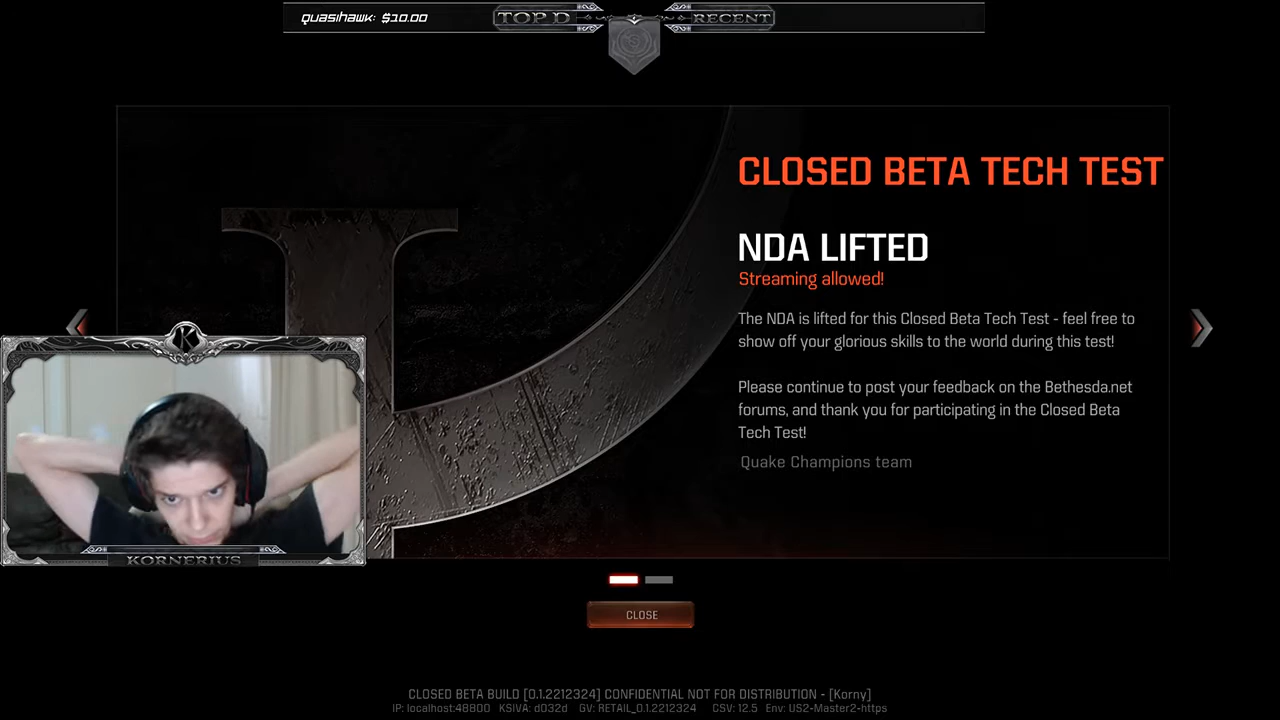 quasihawk: $10.00
TOP D
RECENT
CLOSED BETA TECH TEST
NDA LIFTED
Streaming allowed!
The NDA is lifted for this Closed Beta Tech Test - feel free to
show off your glorious skills to the world during this test!
Please continue to post your feedback on the Bethesda.net
forums, and thank you for participating in the Closed Beta
Tech Test!
Quake Champions team
K
KORNERIUS
CLOSE
CLOSED BETA BUILD [0.1.2212324] CONFIDENTIAL NOT FOR DISTRIBUTION - [Korny]
IP: localhost:48800 KSIVA: d032d GV: RETAIL_0.1.2212324 CSV: 12.5 Env: US2-Master2-https